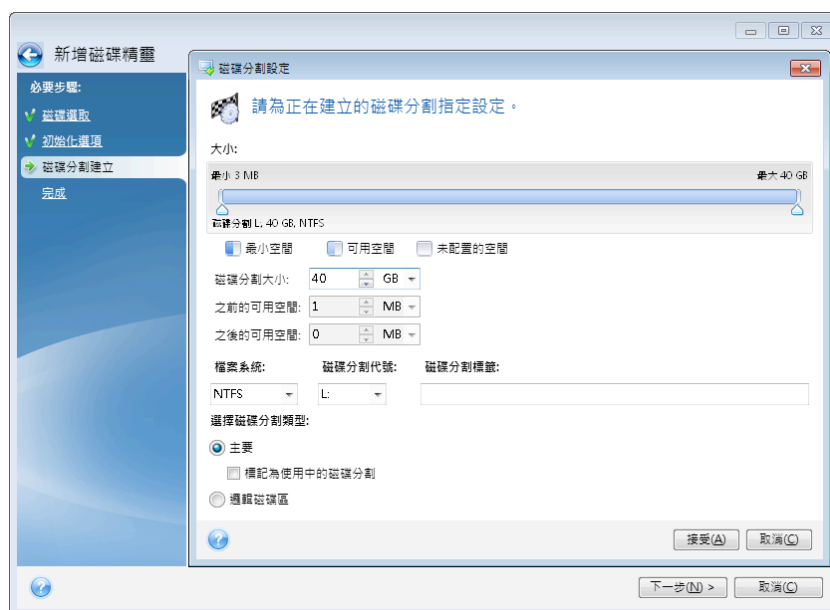 新增磁碟精靈
必要步驟:
磁碟選取
初始化選項
磁碟分割建立
完成
磁碟分割設定
請為正在建立的磁碟分割指定設定。
大小:
最小 3 MB 最大 40 GB
磁碟分割 L:, 40 GB, NTFS
最小空間 可用空間 未配置的空間
磁碟分割大小: 40 GB
之前的可用空間: 1 MB
之後的可用空間: 0 MB
檔案系統: 磁碟分割代號: 磁碟分割標籤:
NTFS L:
選擇磁碟分割類型:
主要
標記為使用中的磁碟分割
邏輯磁碟區
接受(A) 取消(C)
下一步(N) > 取消(C)